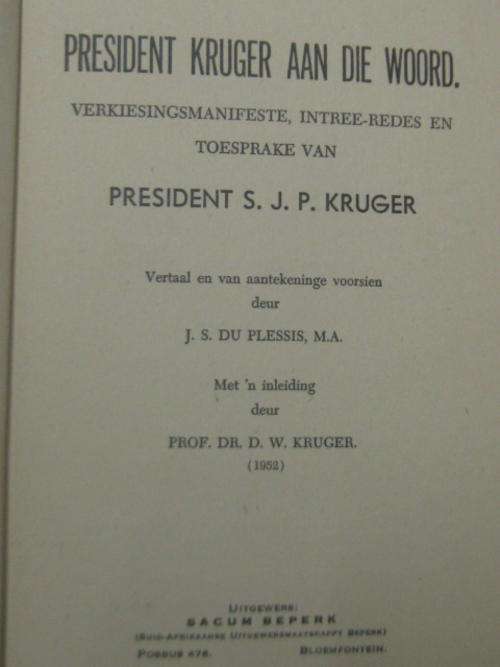 PRESIDENT KRUGER AAN DIE WOORD.
VERKIESINGSMANIFESTE, INTREE-REDES EN
TOESPRAKE VAN
PRESIDENT S. J. P. KRUGER
Vertaal en van aantekeninge voorsien
deur
J. S. DU PLESSIS, M.A.
Met 'n inleiding
deur
PROF. DR. D. W. KRUGER.
(1952)
UITGEWERS:
SACUM BEPERK
(SUID-AFRIKAANSE UITGEWERSMAATSKAPPY BEPERK)
POSBUS 676. BLOEMFONTEIN.